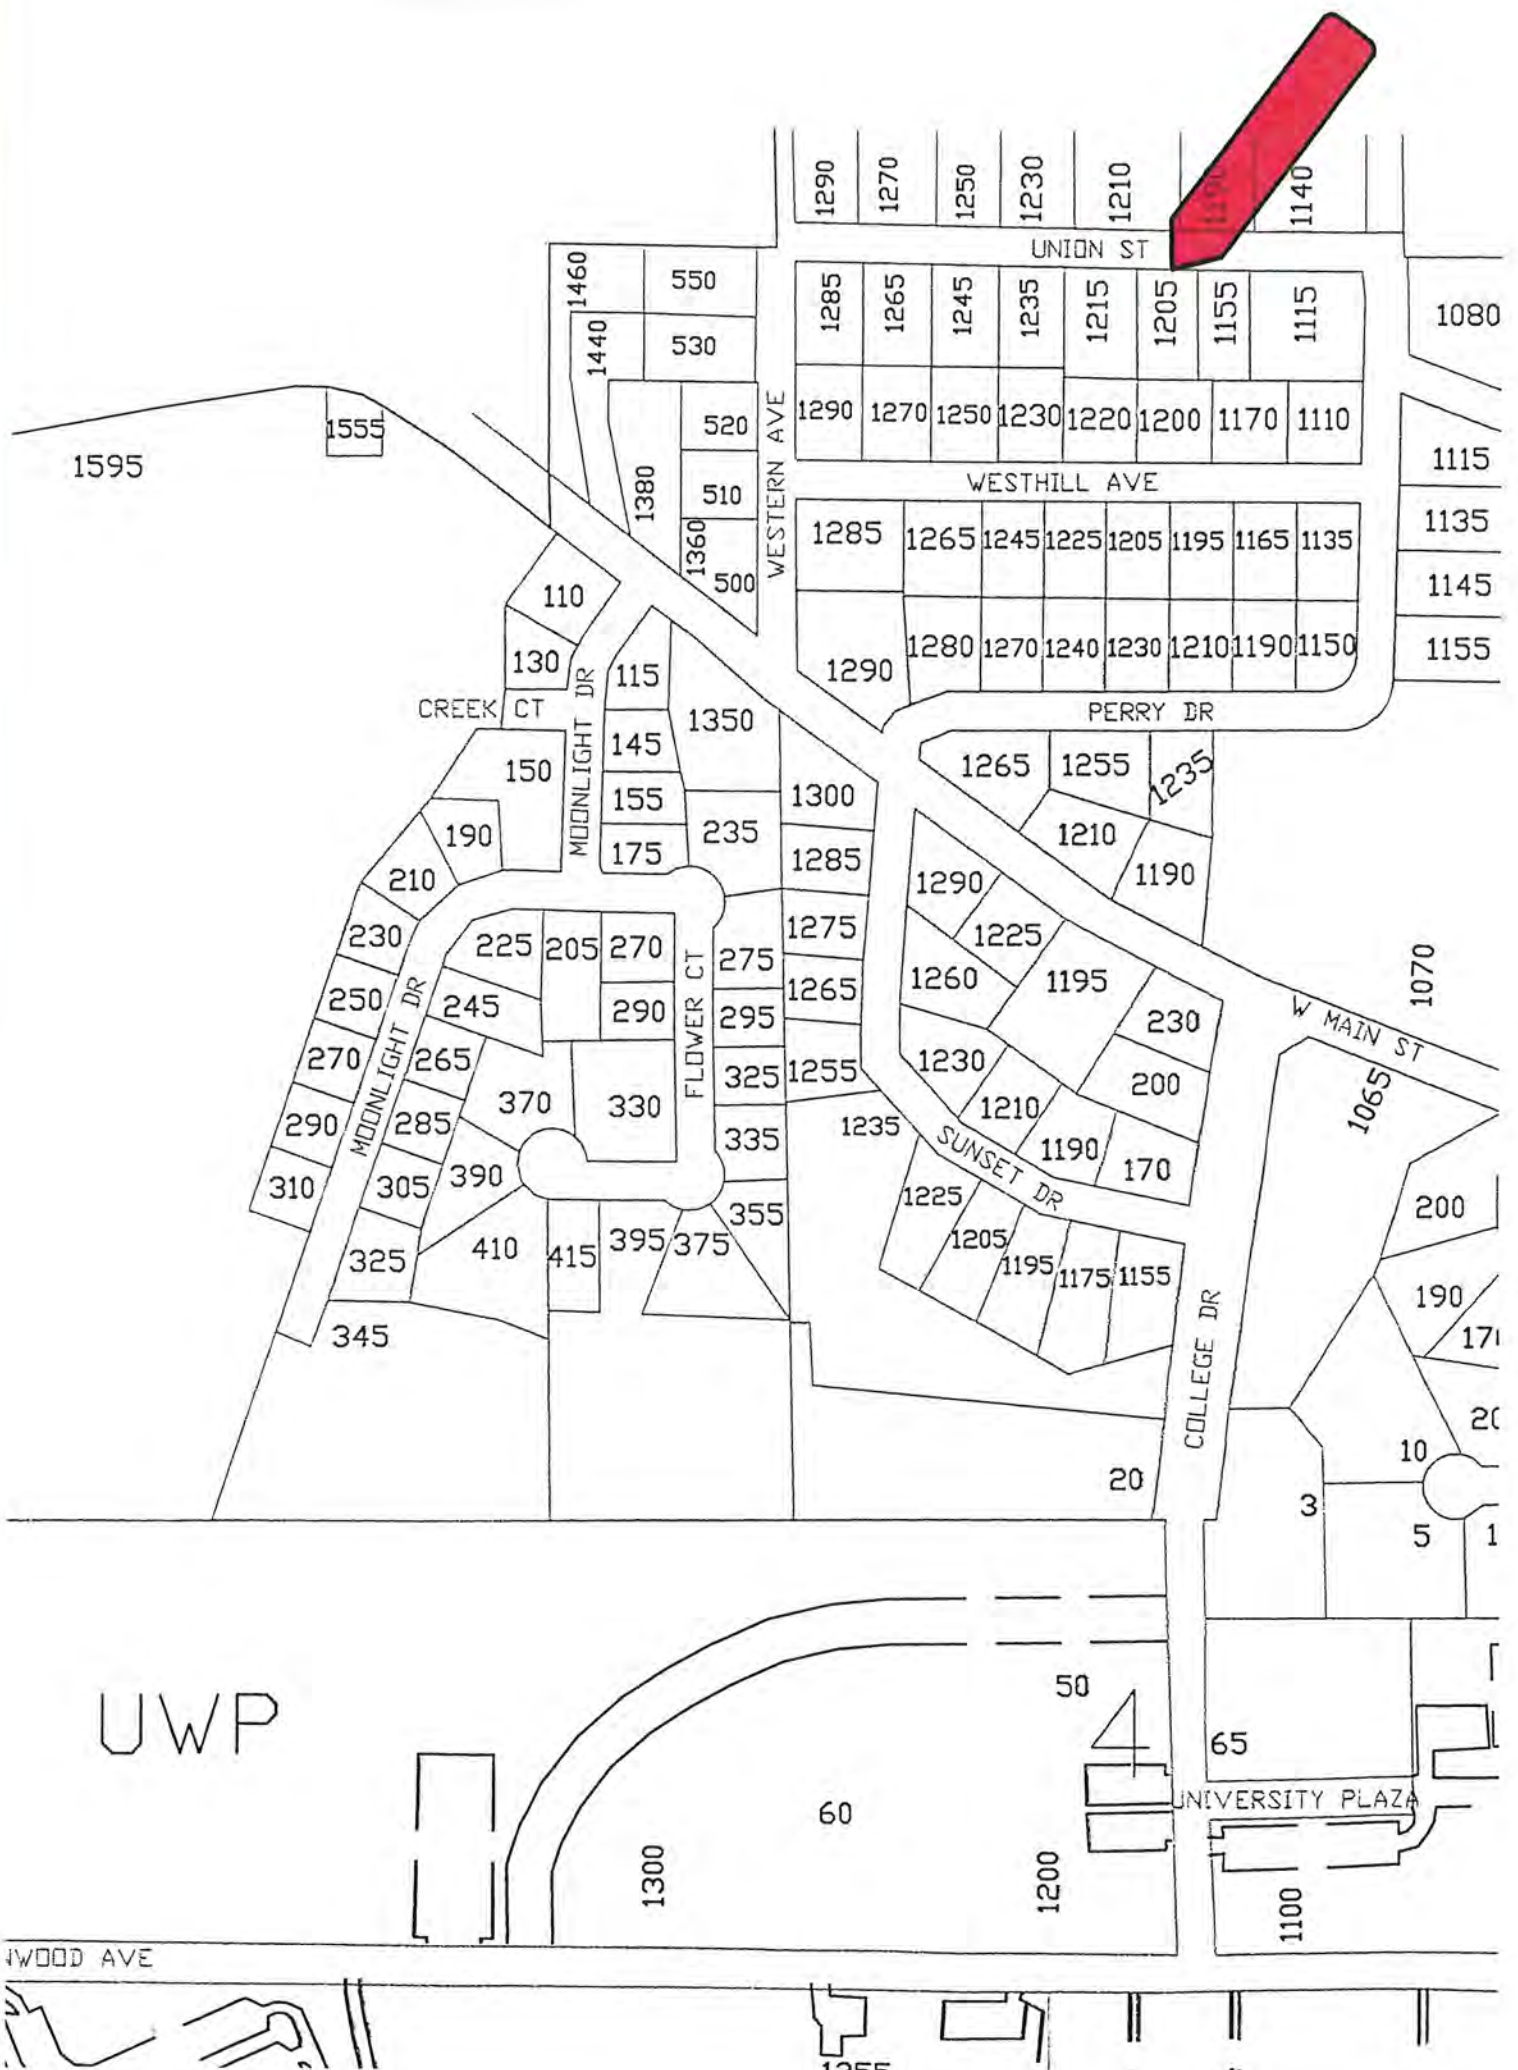 1290 1270 1250 1230 1210 1190 1140
UNION ST
1460 550 1285 1265 1245 1235 1215 1205 1155 1115 1080
1440 530
1555 520 1290 1270 1250 1230 1220 1200 1170 1110
1595 1380 510 WESTERN AVE WESTHILL AVE 1115
1360 500 1285 1265 1245 1225 1205 1195 1165 1135 1135
110 1145
130 115 1290 1280 1270 1240 1230 1210 1190 1150 1155
CREEK CT MOONLIGHT DR 1350 PERRY DR
150 145 1265 1255 1235
155 1300
190 175 235 1285 1210
210 1290 1190
230 225 205 270 275 1275 1225
250 245 290 295 1265 1260 1195 230 1070
MOONLIGHT DR FLOWER CT W MAIN ST
270 265 325 1255 1230 200
290 285 370 330 335 1235 1210 1065
310 305 390 355 SUNSET DR 1190 170
325 410 415 395 375 1225 1205 1195 1175 1155 200
345 COLLEGE DR 190
20 10
3 5 1
UWP 50
65
60 UNIVERSITY PLAZA
1300 1200 1100
NWOOD AVE